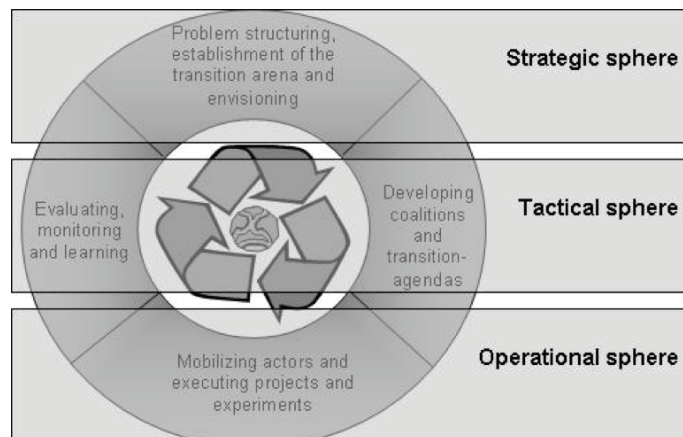 Problem structuring,
establishment of the
transition arena and
envisioning
Strategic sphere
Evaluating,
monitoring
and learning
Developing
coalitions
and
transition-
agendas
Tactical sphere
Mobilizing actors and
executing projects and
experiments
Operational sphere